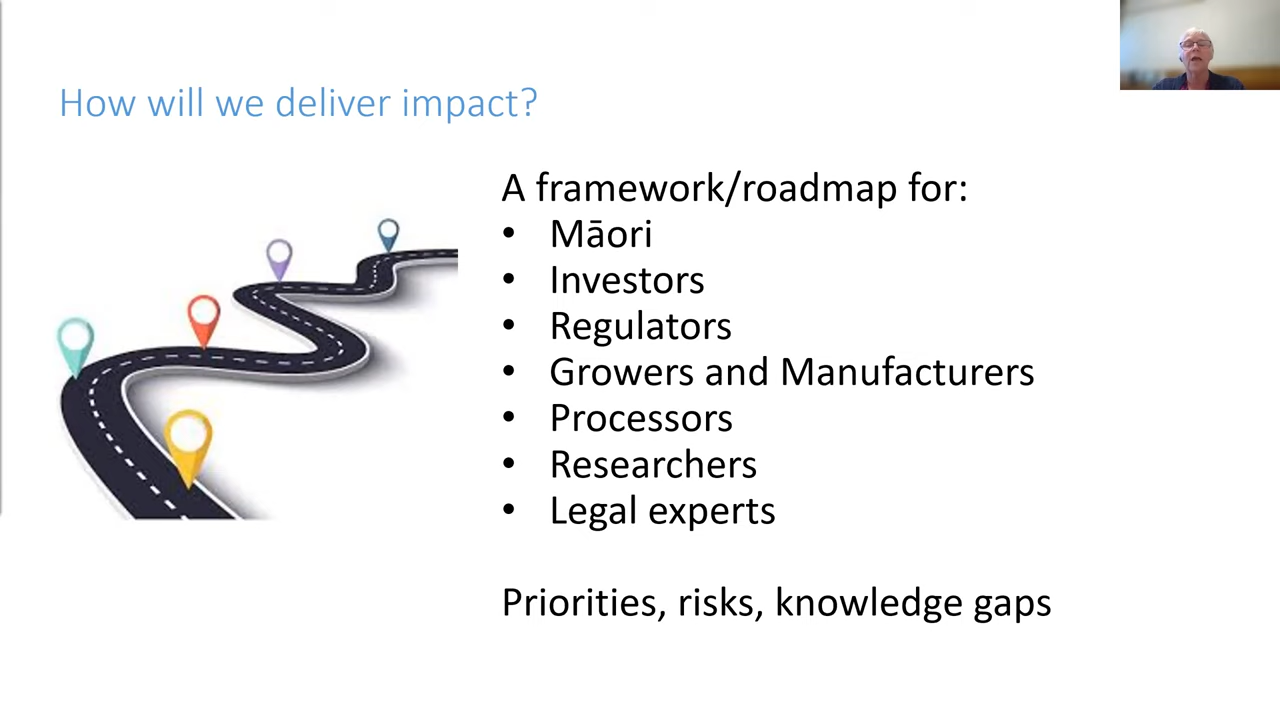 How will we deliver impact?
A framework/roadmap for:
• Māori
• Investors
• Regulators
• Growers and Manufacturers
• Processors
• Researchers
• Legal experts
Priorities, risks, knowledge gaps